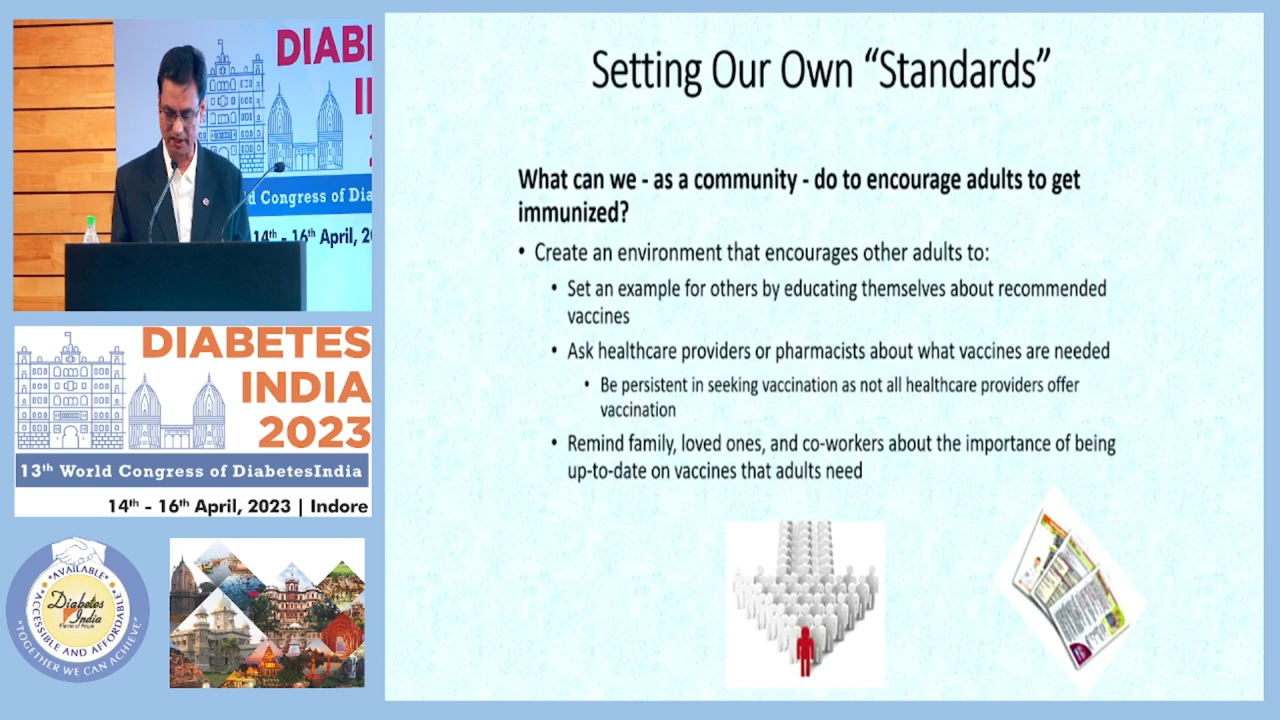 DIABI
II
2
d Congress of Dia
14th - 16th April, 2
DIABETES
INDIA
2023
13th World Congress of DiabetesIndia
14th - 16th April, 2023 | Indore
"AVAILABLE"
"ACCESSIBLE AND AFFORDABLE"
Diabetes
India
"TOGETHER WE CAN ACHIEVE"
Setting Our Own “Standards”
What can we - as a community - do to encourage adults to get
immunized?
• Create an environment that encourages other adults to:
• Set an example for others by educating themselves about recommended
vaccines
• Ask healthcare providers or pharmacists about what vaccines are needed
• Be persistent in seeking vaccination as not all healthcare providers offer
vaccination
• Remind family, loved ones, and co-workers about the importance of being
up-to-date on vaccines that adults need